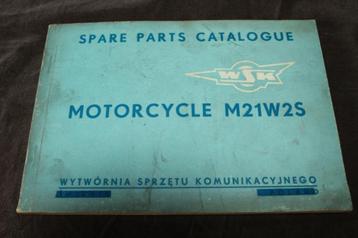 SPARE PARTS CATALOGUE
WSK
MOTORCYCLE M21W2S
WYTWÓRNIA SPRZĘTU KOMUNIKACYJNEGO